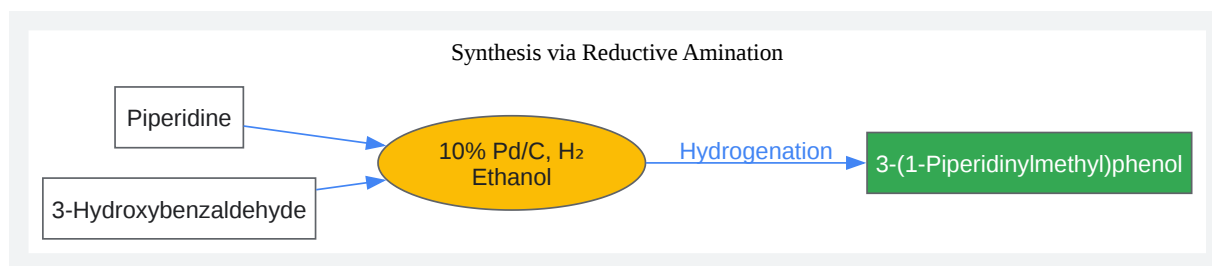 Synthesis via Reductive Amination
Piperidine
3-Hydroxybenzaldehyde
10% Pd/C, H₂
Ethanol
Hydrogenation
3-(1-Piperidinylmethyl)phenol